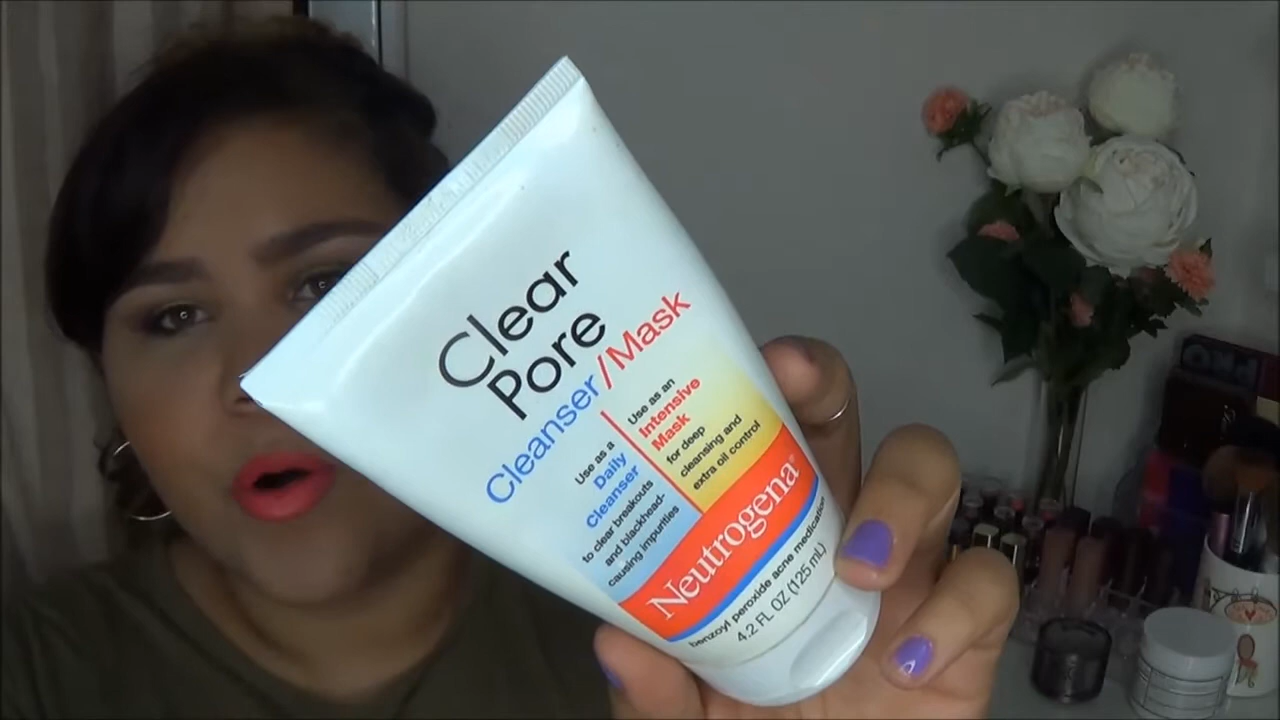 Clear
Pore
Cleanser/Mask
Use as a
Daily
Cleanser
to clear breakouts
and blackhead-
causing impurities
Use as an
Intensive
Mask
for deep
cleansing and
extra oil control
Neutrogena®
benzoyl peroxide acne medication
4.2 FL OZ (125 mL)